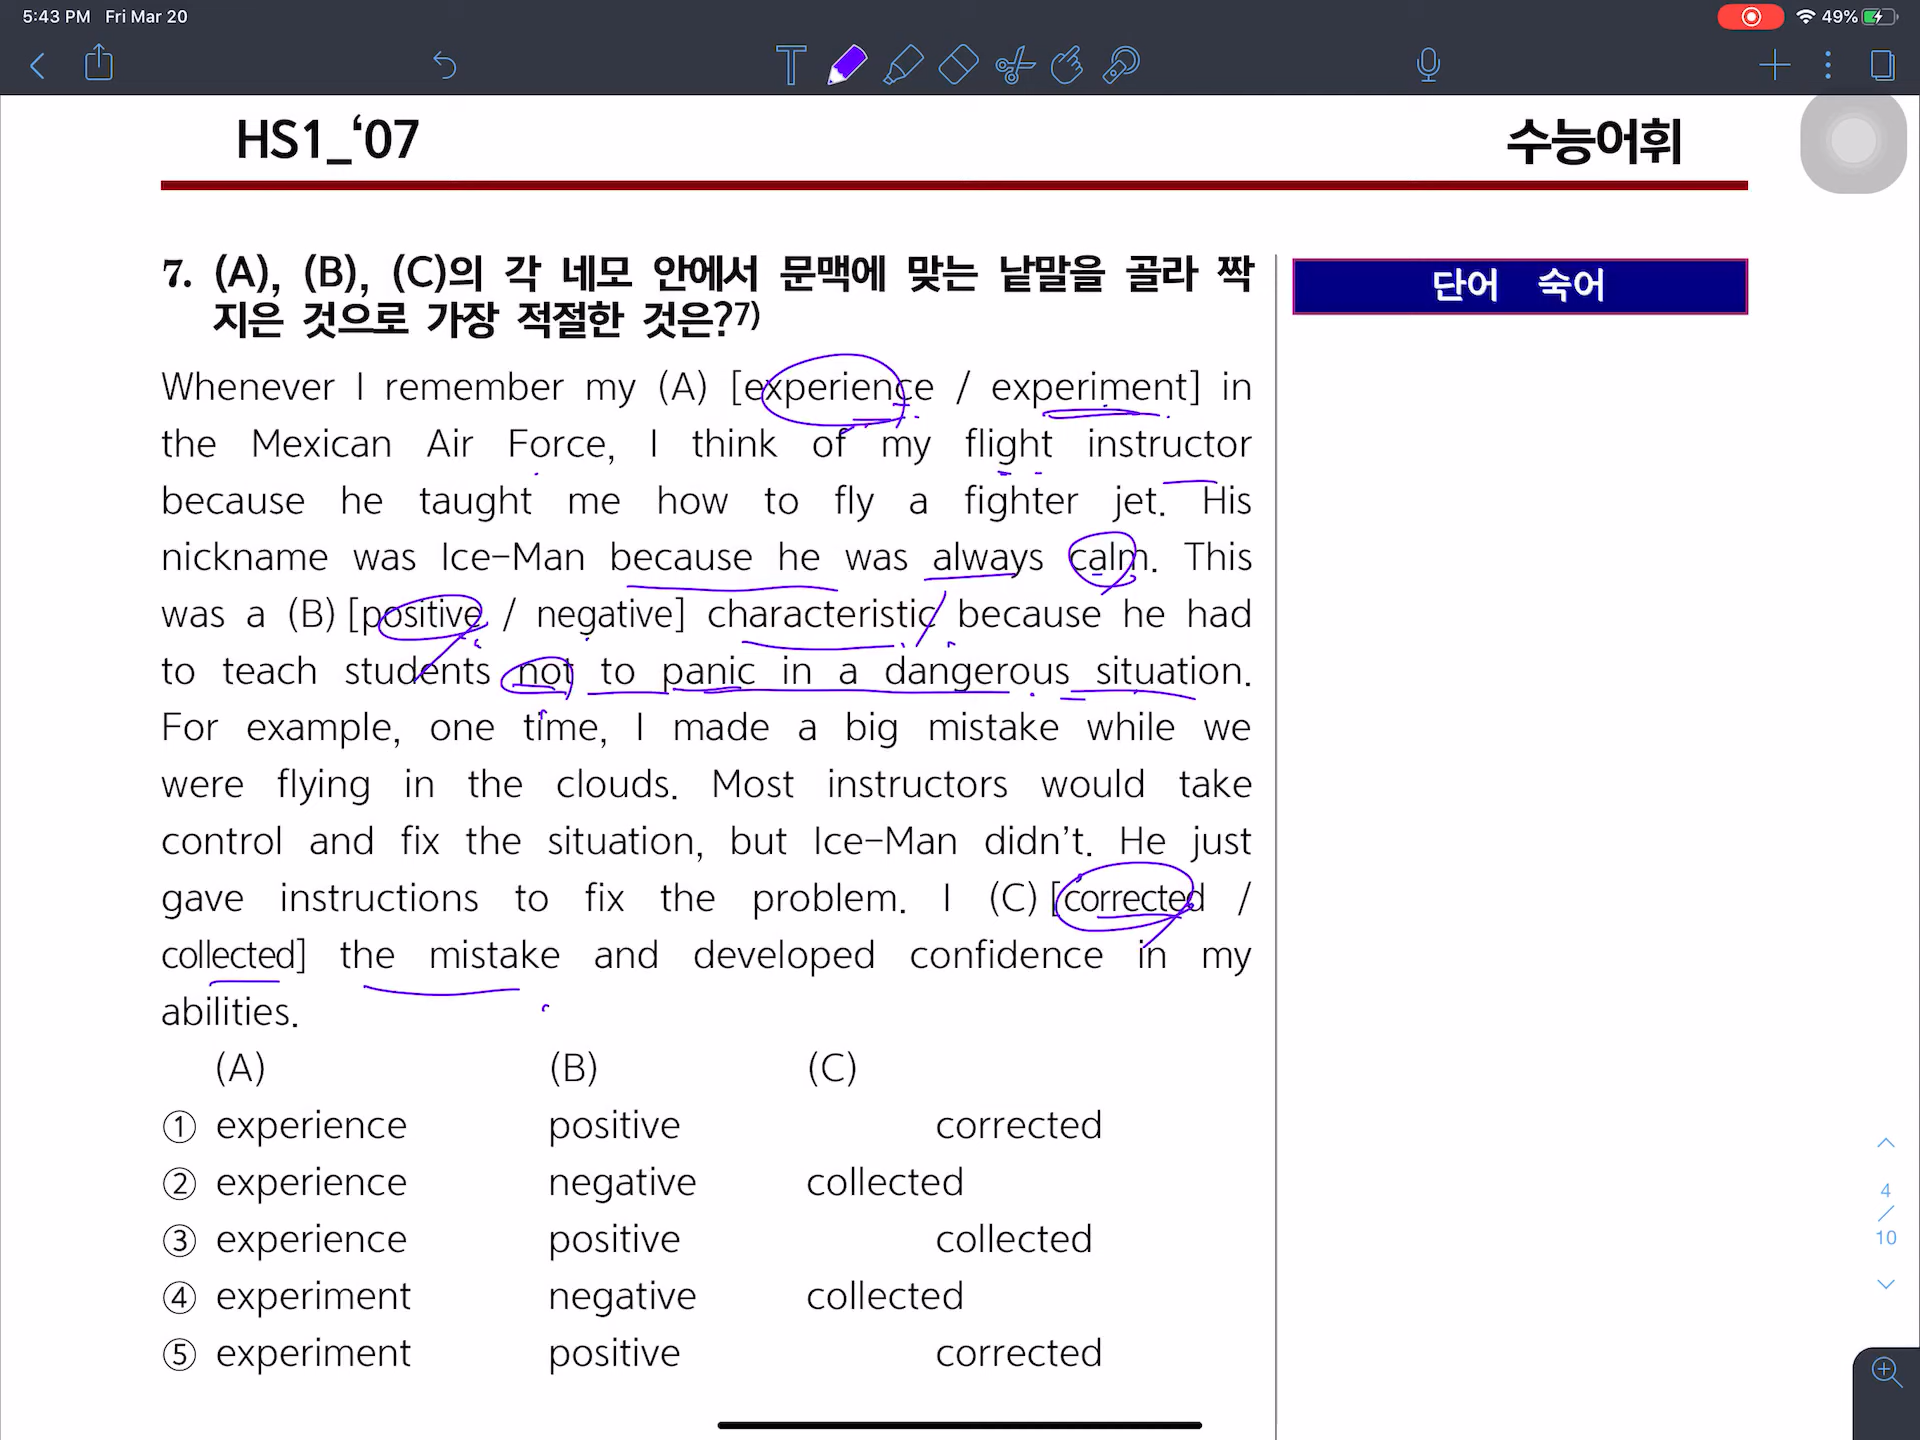 5:43 PM Fri Mar 20
49%
HS1_‘07
수능어휘
7. (A), (B), (C)의 각 네모 안에서 문맥에 맞는 낱말을 골라 짝
지은 것으로 가장 적절한 것은?7)
단어 숙어
Whenever I remember my (A) [experience / experiment] in
the Mexican Air Force, I think of my flight instructor
because he taught me how to fly a fighter jet. His
nickname was Ice-Man because he was always calm. This
was a (B) [positive / negative] characteristic because he had
to teach students not to panic in a dangerous situation.
For example, one time, I made a big mistake while we
were flying in the clouds. Most instructors would take
control and fix the situation, but Ice-Man didn’t. He just
gave instructions to fix the problem. I (C) [corrected /
collected] the mistake and developed confidence in my
abilities.
(A) (B) (C)
① experience positive corrected
② experience negative collected
③ experience positive collected
④ experiment negative collected
⑤ experiment positive corrected
4
/
10